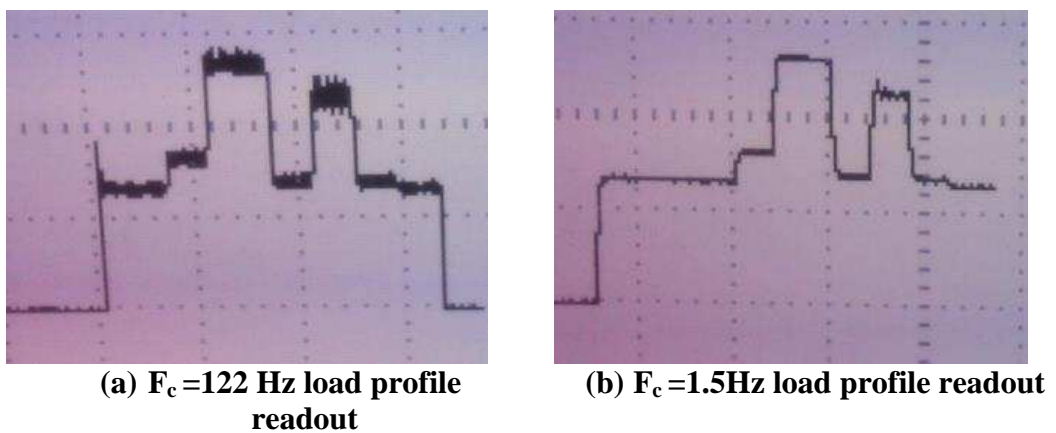 (a) Fc =122 Hz load profile
readout
(b) Fc =1.5Hz load profile readout